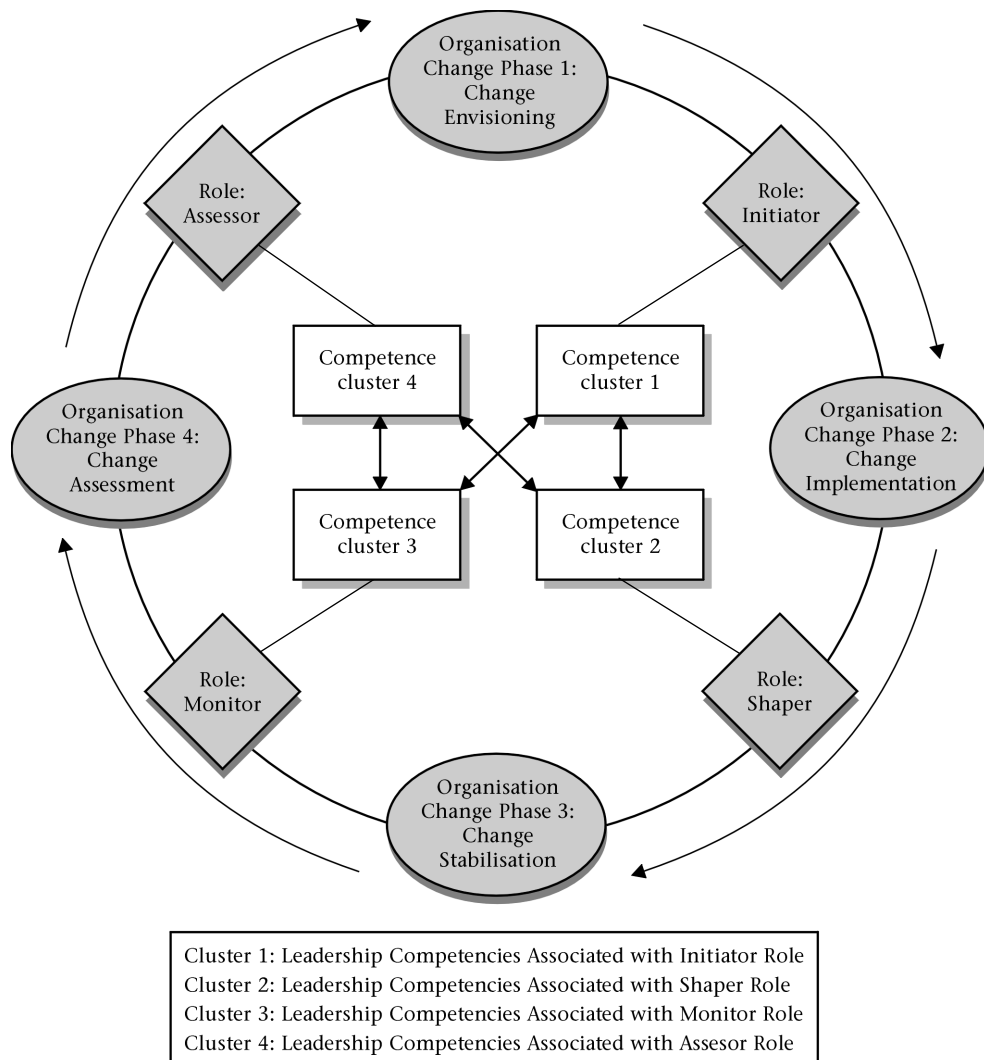 Organisation
Change Phase 1:
Change
Envisioning
Role:
Assessor
Role:
Initiator
Competence
cluster 4
Competence
cluster 1
Organisation
Change Phase 4:
Change
Assessment
Organisation
Change Phase 2:
Change
Implementation
Competence
cluster 3
Competence
cluster 2
Role:
Monitor
Role:
Shaper
Organisation
Change Phase 3:
Change
Stabilisation
Cluster 1: Leadership Competencies Associated with Initiator Role
Cluster 2: Leadership Competencies Associated with Shaper Role
Cluster 3: Leadership Competencies Associated with Monitor Role
Cluster 4: Leadership Competencies Associated with Assesor Role